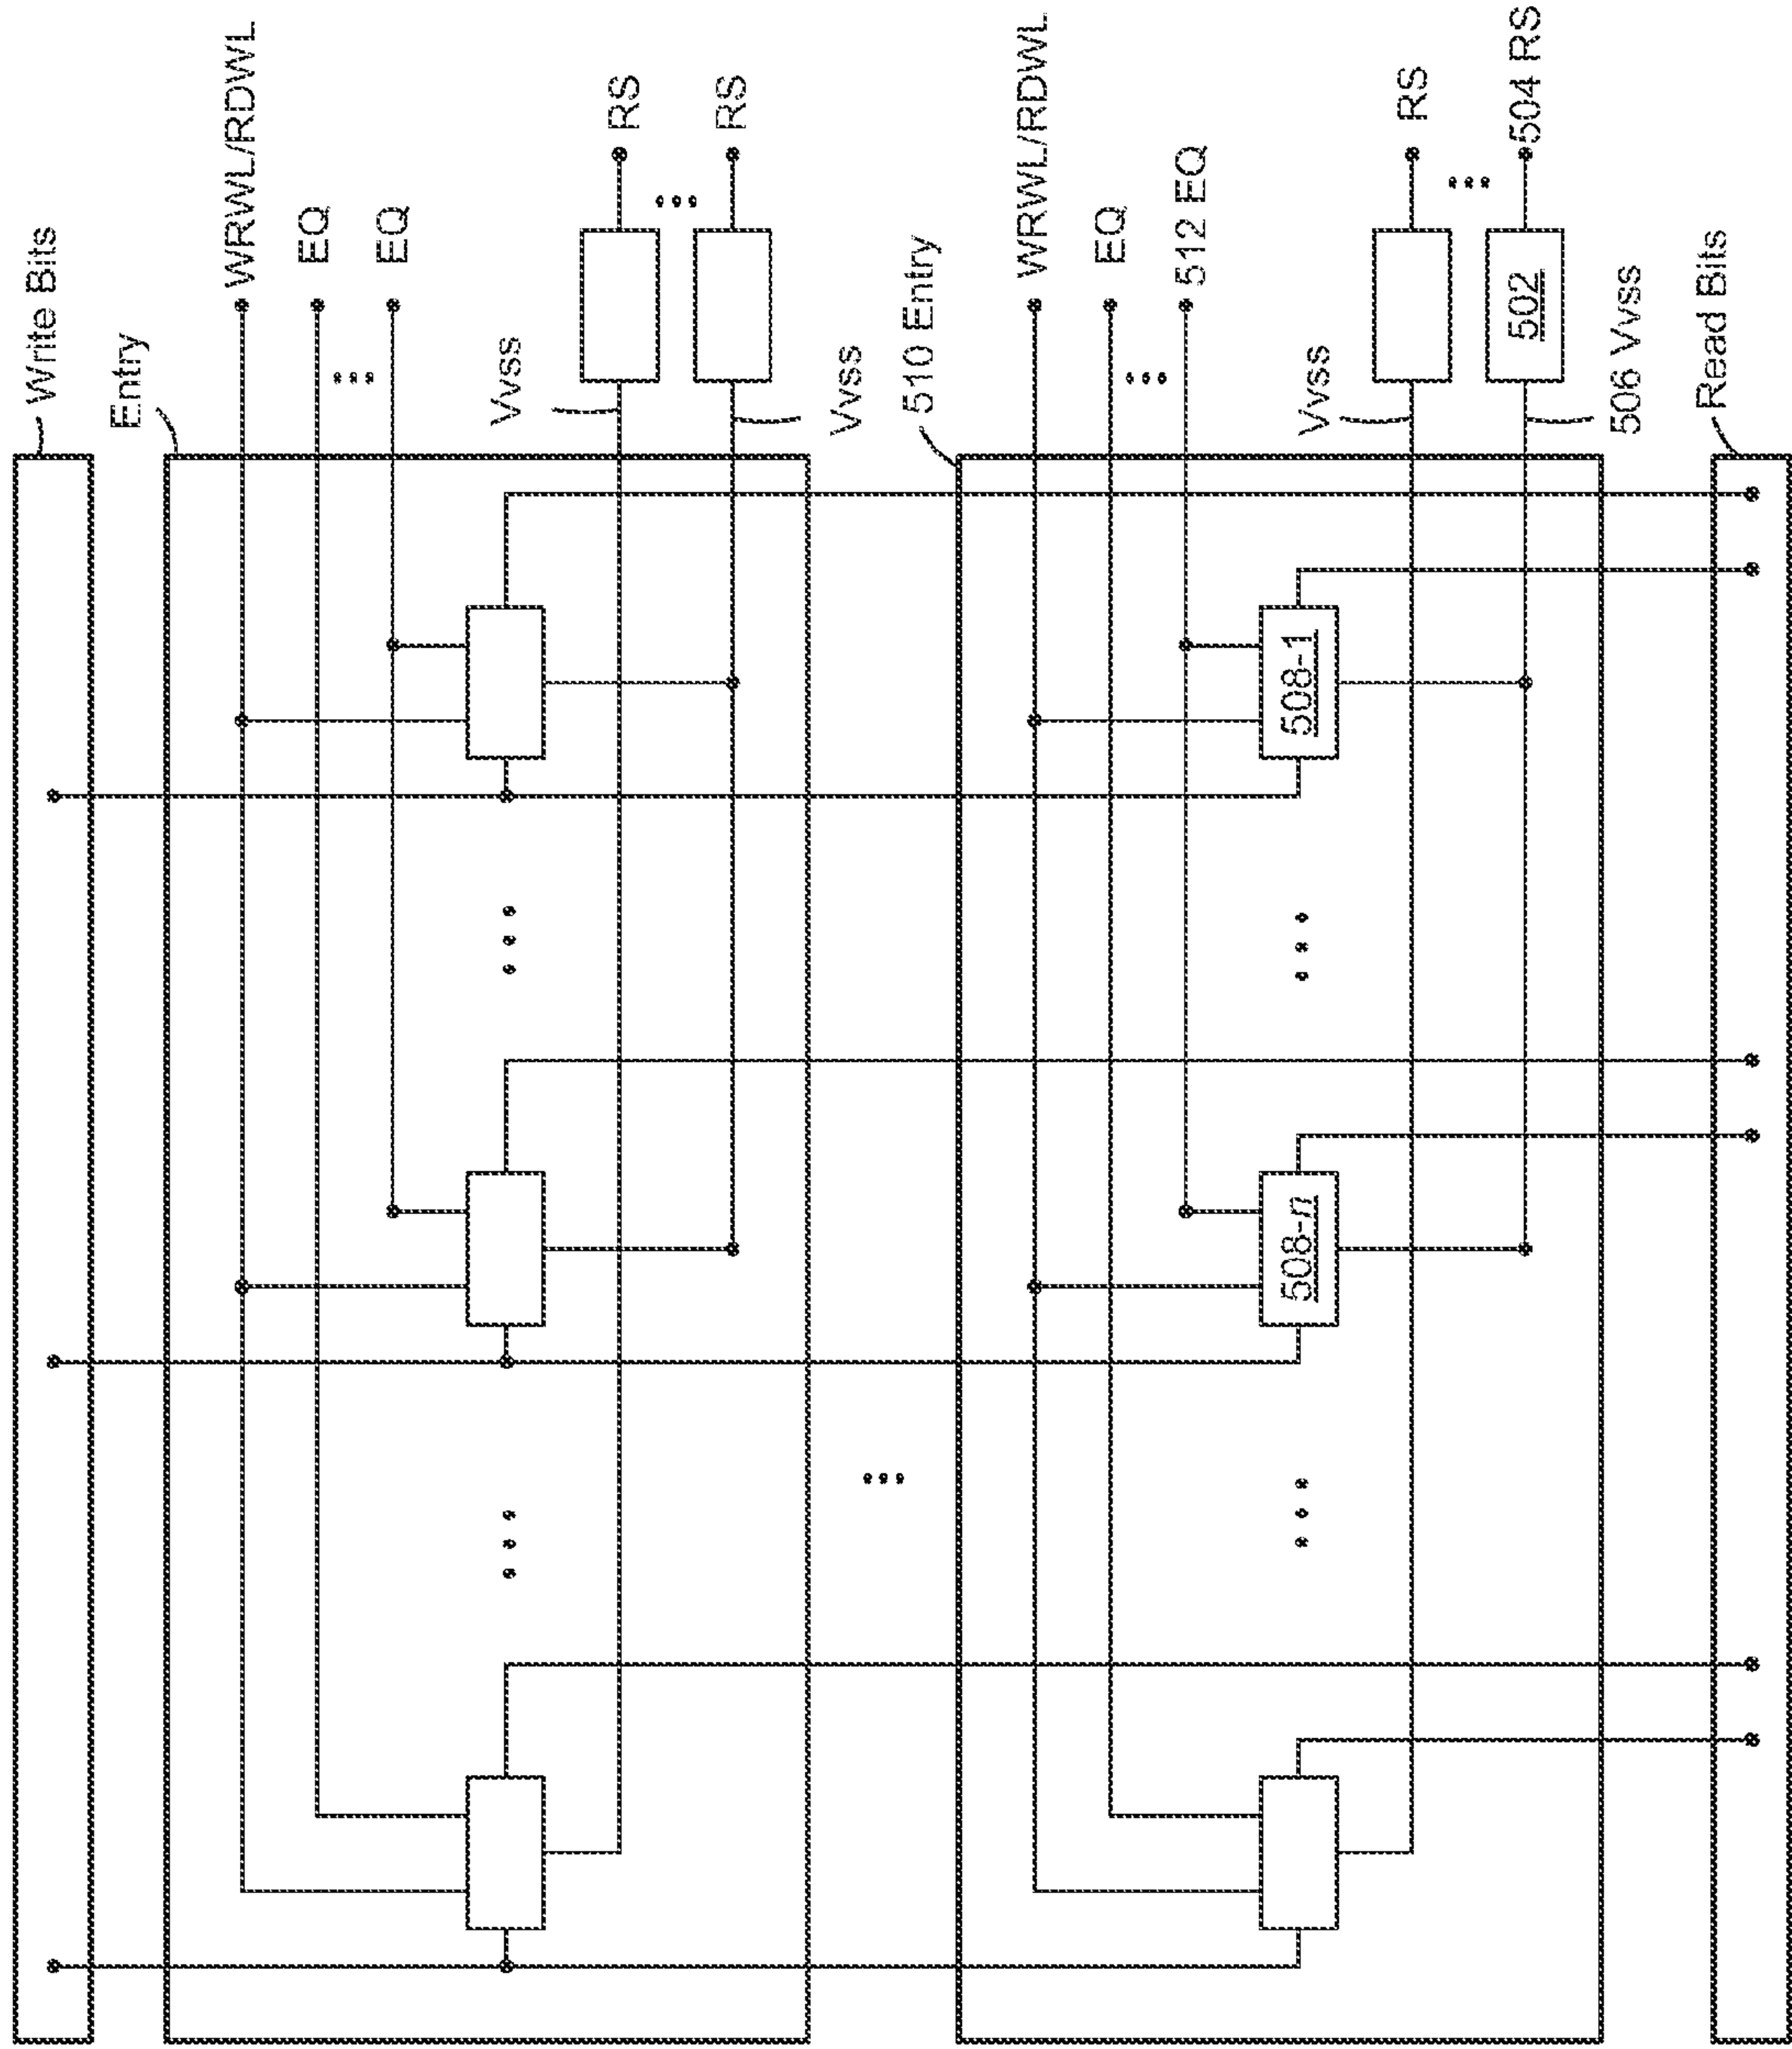 Write Bits
Entry
WRWL/RDWL
EQ
EQ
Vvss
RS
RS
Vvss
510 Entry
WRWL/RDWL
EQ
512 EQ
508-n
508-1
Vvss
RS
502
504 RS
506 Vvss
Read Bits